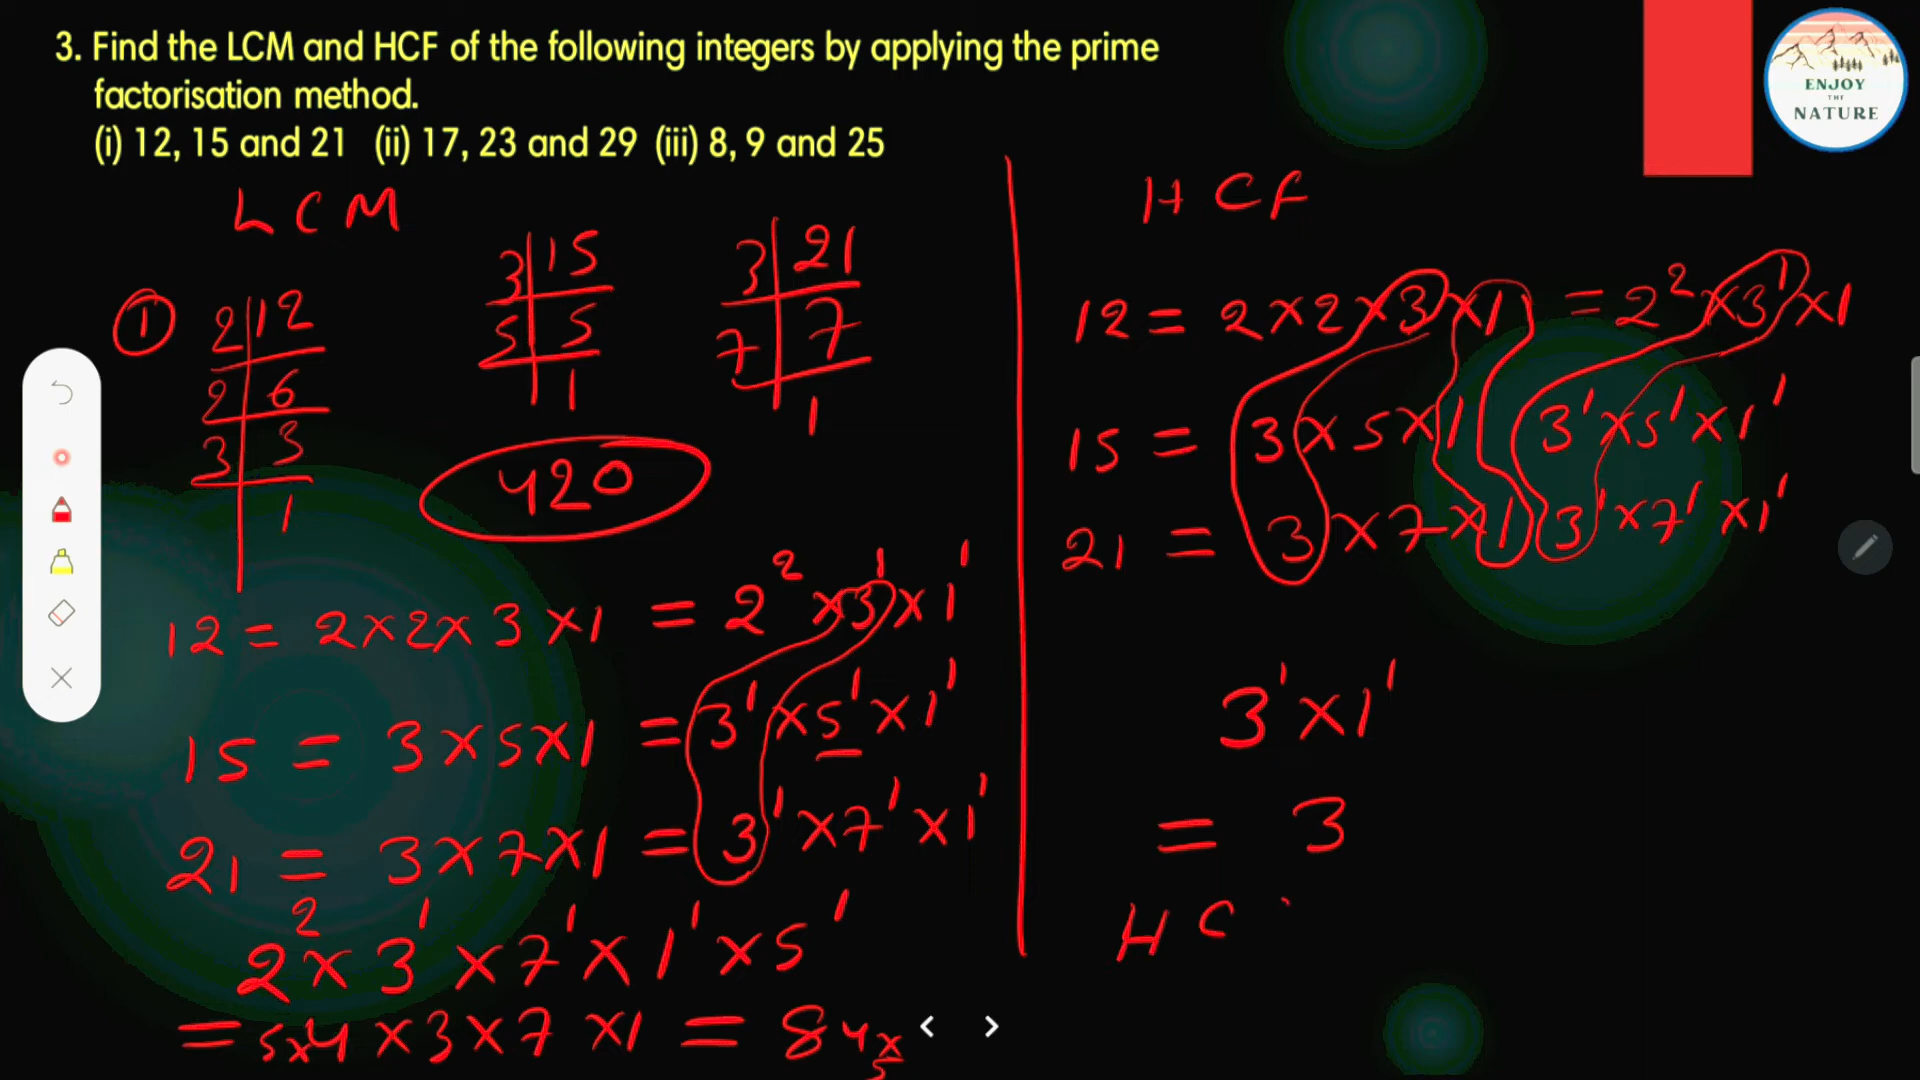 3. Find the LCM and HCF of the following integers by applying the prime
factorisation method.
(i) 12, 15 and 21 (ii) 17, 23 and 29 (iii) 8, 9 and 25
ENJOY
THE
NATURE
LCM
① 2 12
2 6
3 3
1
3 15
5 5
1
3 21
7 7
1
420
12 = 2×2×3×1 = 2² ×3¹×1¹
15 = 3×5×1 = 3¹×5¹×1¹
21 = 3×7×1 = 3¹×7¹×1¹
2²×3¹×7¹×1¹×5¹
= 5×4×3×7×1 = 84×5
HCF
12 = 2×2×3×1 = 2²×3¹×1
15 = 3×5×1 3¹×5¹×1¹
21 = 3×7×1 3¹×7¹×1¹
3¹×1¹
= 3
HC